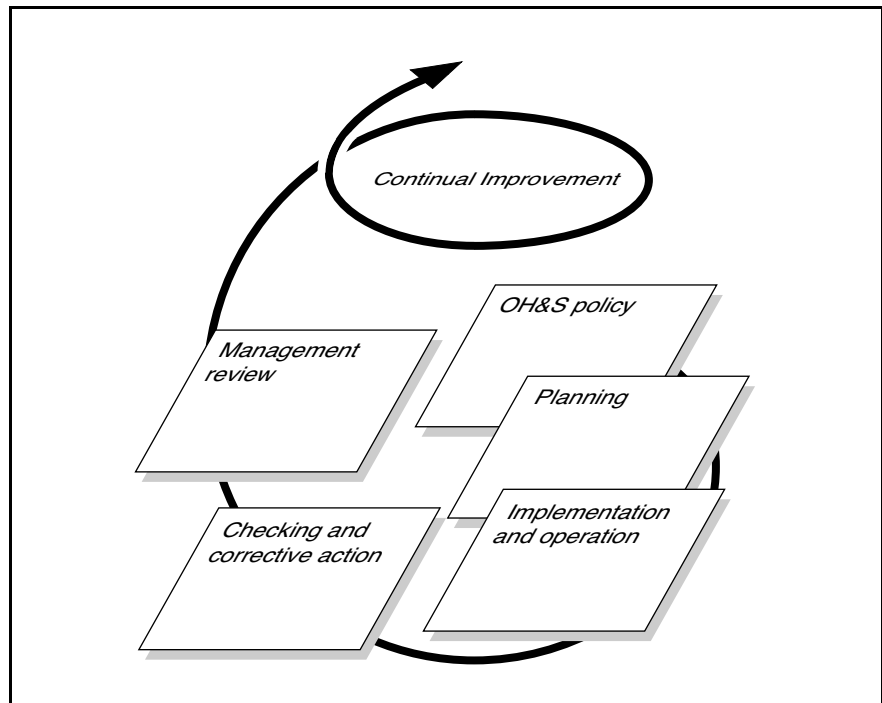 Continual Improvement
OH&S policy
Management
review
Planning
Implementation
and operation
Checking and
corrective action